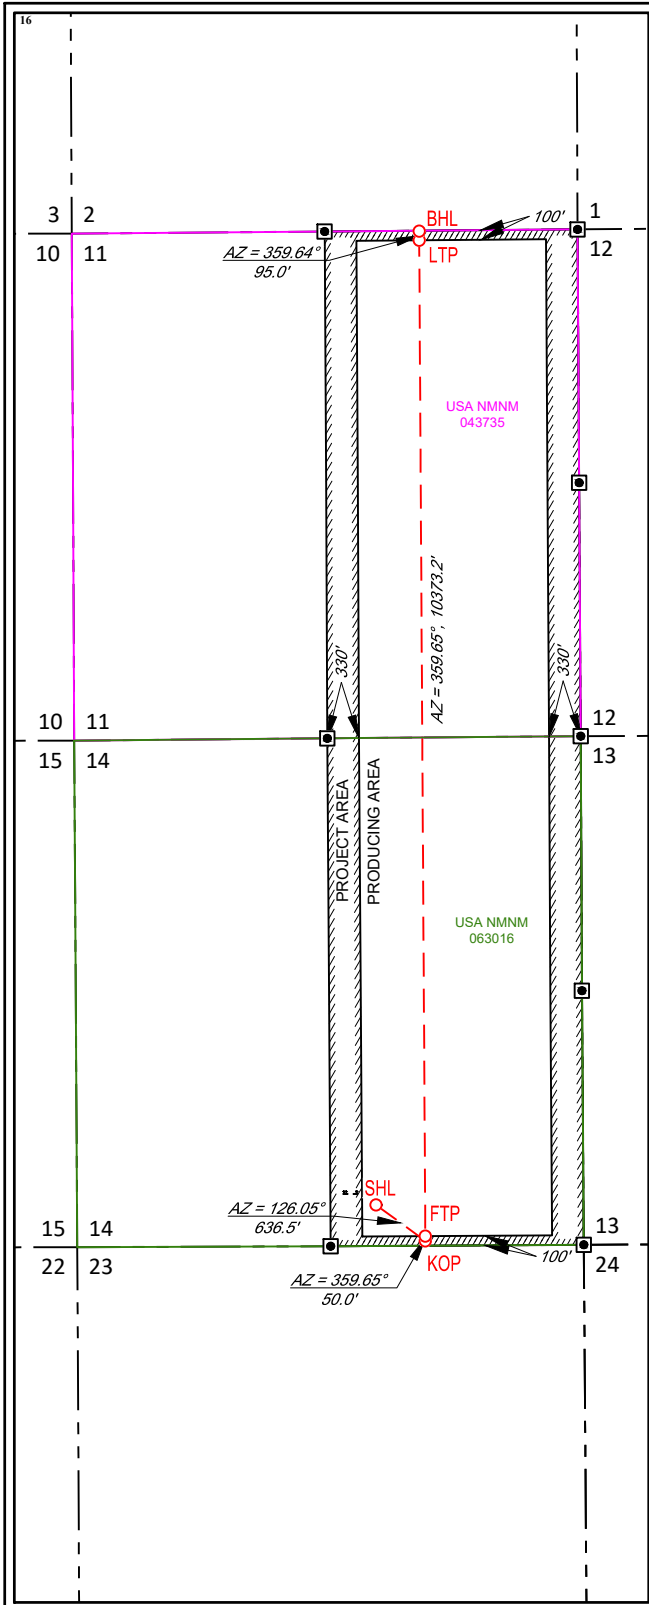 16
3 2
BHL
100'
1
10 11
AZ = 359.64°
95.0'
LTP
12
USA NMNM
043735
AZ = 359.65°, 10373.2'
330'
330'
10 11
12
15 14
13
PROJECT AREA
PRODUCING AREA
USA NMNM
063016
SHL
AZ = 126.05°
636.5'
FTP
15 14
13
22 23
KOP
100'
24
AZ = 359.65°
50.0'